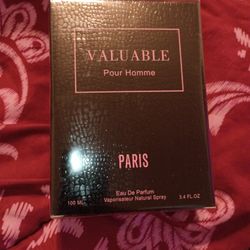 VALUABLE
Pour Homme
PARIS
Eau De Parfum
100 ML Vaporisateur Natural Spray 3.4 FL.OZ